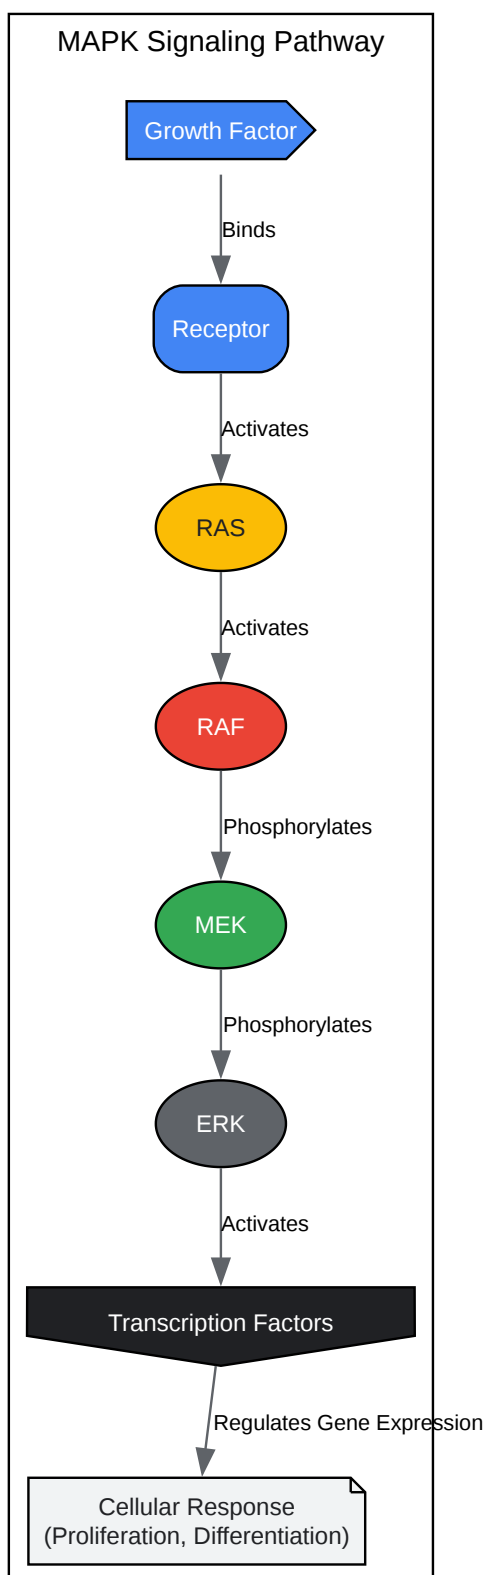 MAPK Signaling Pathway
Growth Factor
Binds
Receptor
Activates
RAS
Activates
RAF
Phosphorylates
MEK
Phosphorylates
ERK
Activates
Transcription Factors
Regulates Gene Expression
Cellular Response
(Proliferation, Differentiation)